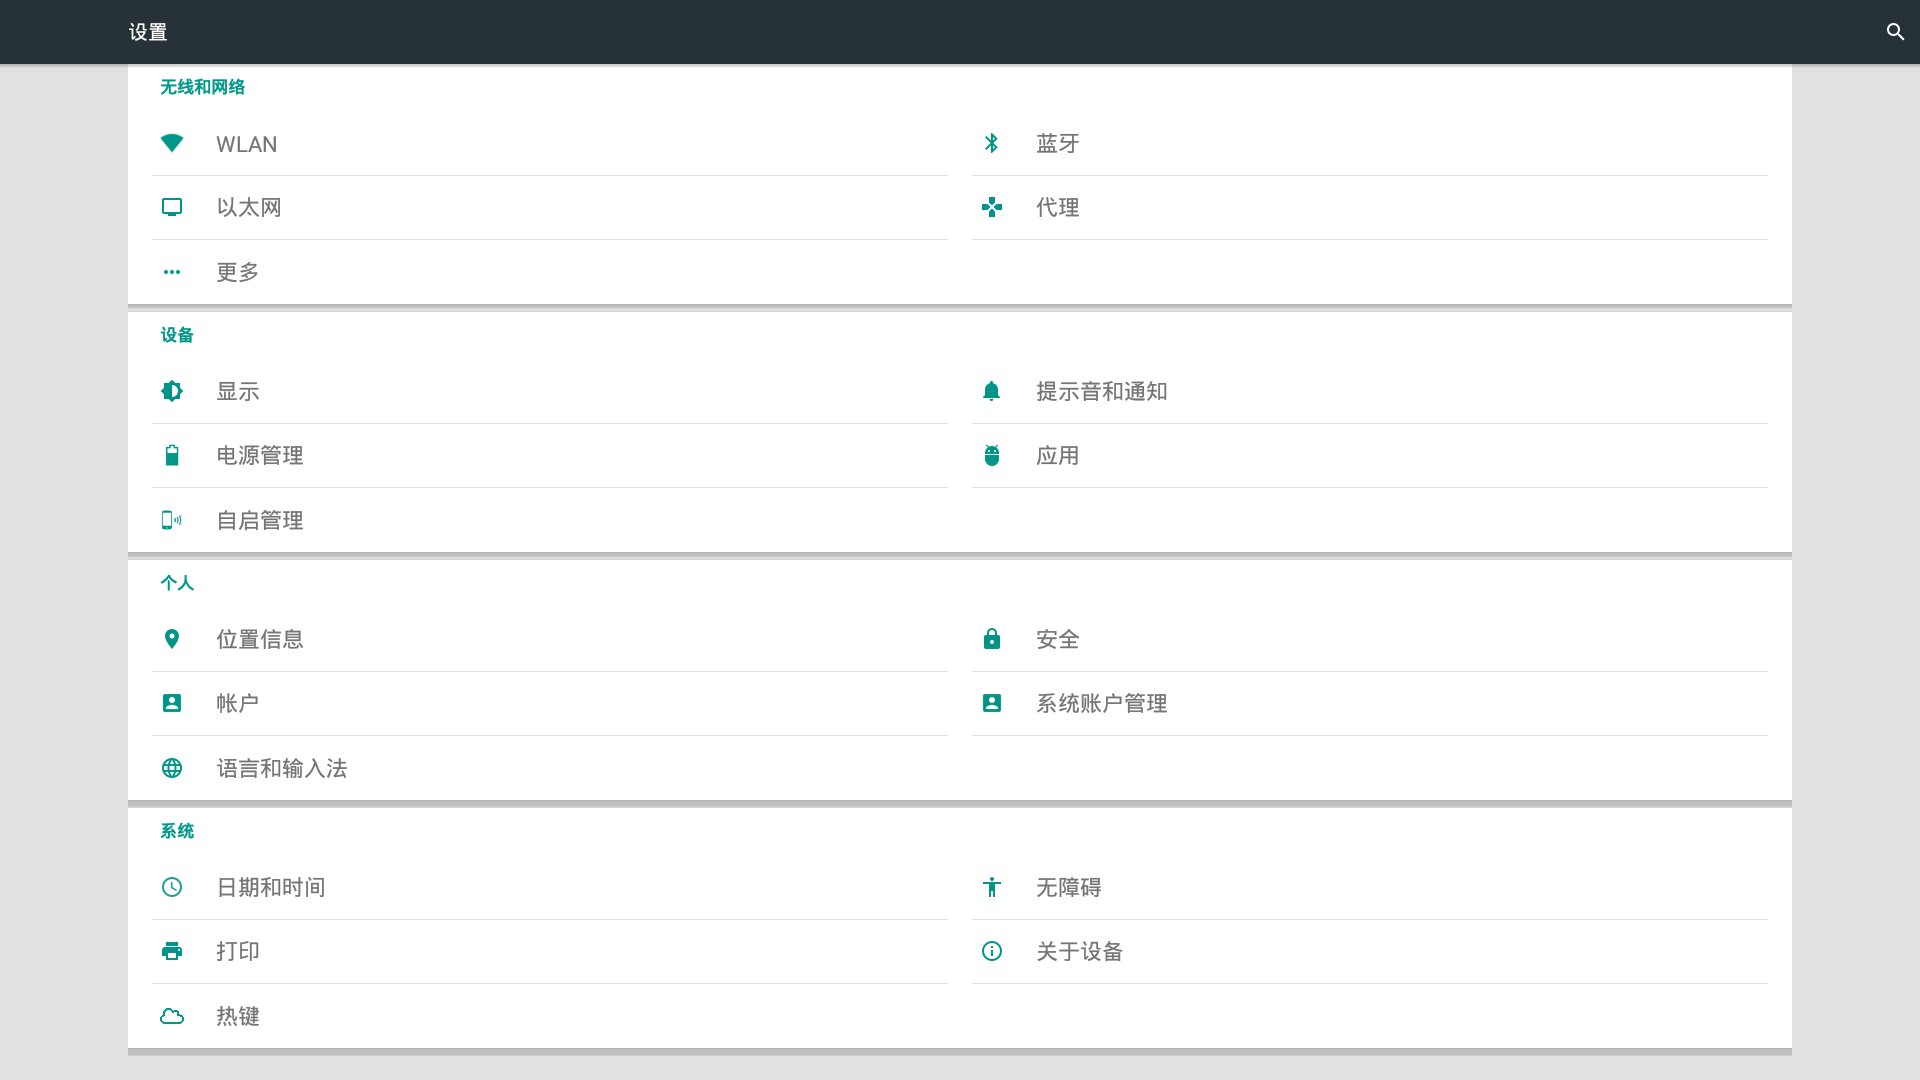 设置
无线和网络
WLAN
蓝牙
以太网
代理
更多
设备
显示
提示音和通知
电源管理
应用
自启管理
个人
位置信息
安全
帐户
系统账户管理
语言和输入法
系统
日期和时间
无障碍
打印
关于设备
热键